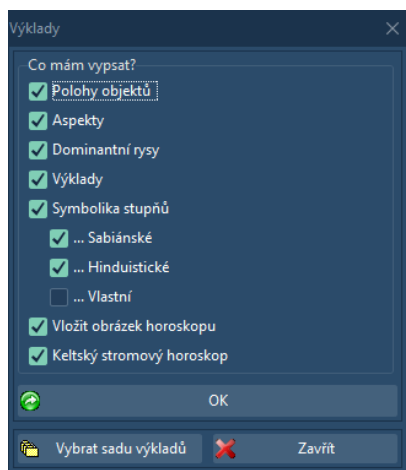 Výklady
Co mám vypsat?
Polohy objektů
Aspekty
Dominantní rysy
Výklady
Symbolika stupňů
... Sabiánské
... Hinduistické
... Vlastní
Vložit obrázek horoskopu
Keltský stromový horoskop
OK
Vybrat sadu výkladů
Zavřít